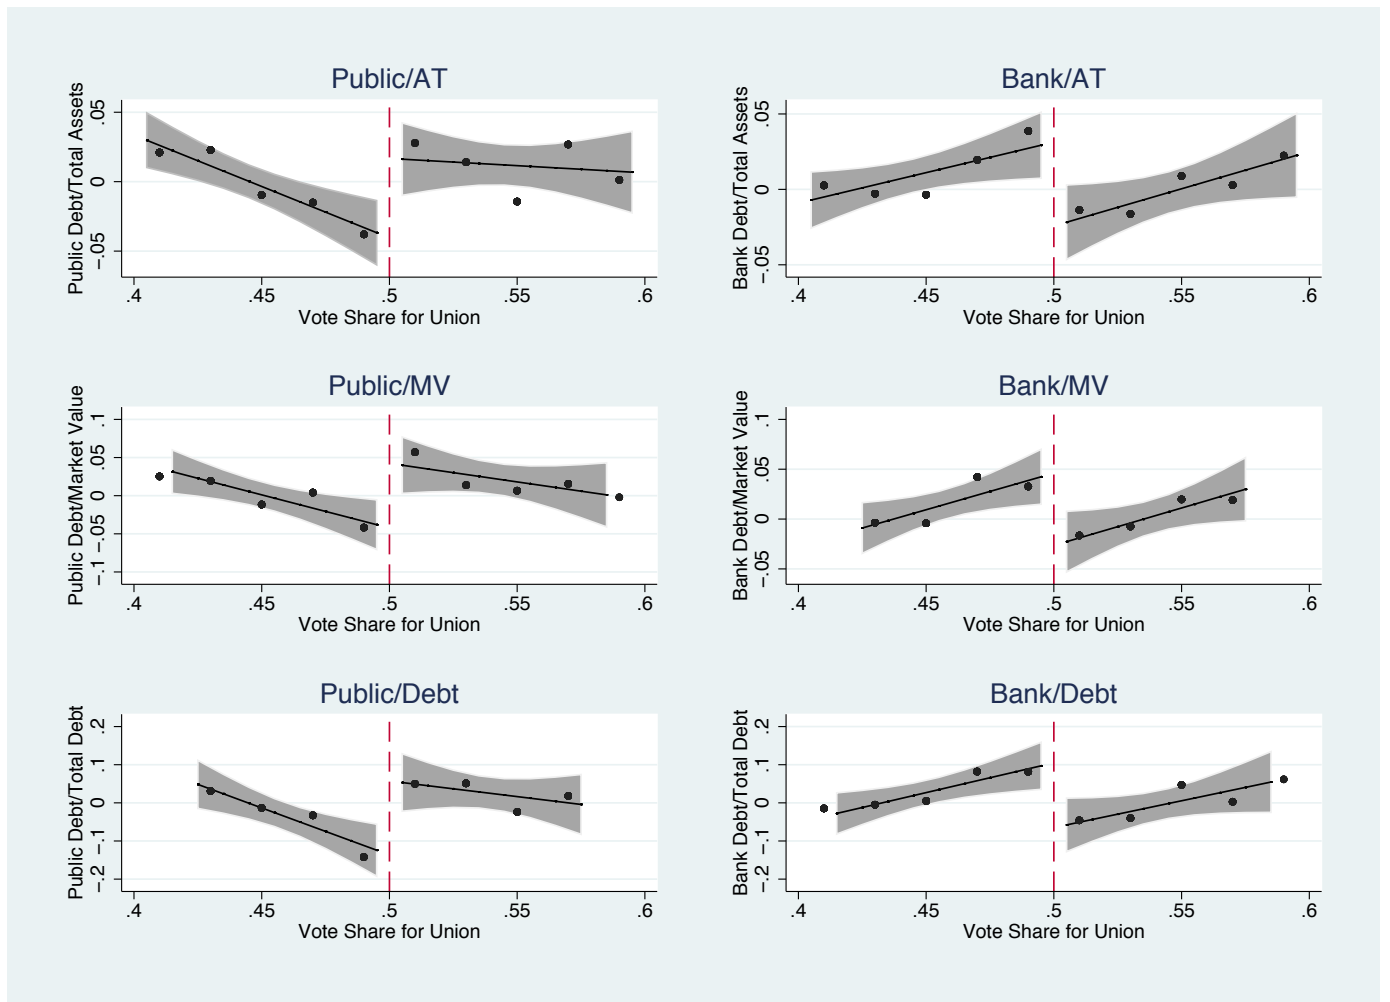 Public/AT
Public Debt/Total Assets
.05
0
-.05
.4 .45 .5 .55 .6
Vote Share for Union
Bank/AT
Bank Debt/Total Assets
.05
0
-.05
.4 .45 .5 .55 .6
Vote Share for Union
Public/MV
Public Debt/Market Value
.1
.05
0
-.05
-.1
.4 .45 .5 .55 .6
Vote Share for Union
Bank/MV
Bank Debt/Market Value
.1
.05
0
-.05
.4 .45 .5 .55 .6
Vote Share for Union
Public/Debt
Public Debt/Total Debt
.2
.1
0
-.1
-.2
.4 .45 .5 .55 .6
Vote Share for Union
Bank/Debt
Bank Debt/Total Debt
.2
.1
0
-.1
-.2
.4 .45 .5 .55 .6
Vote Share for Union